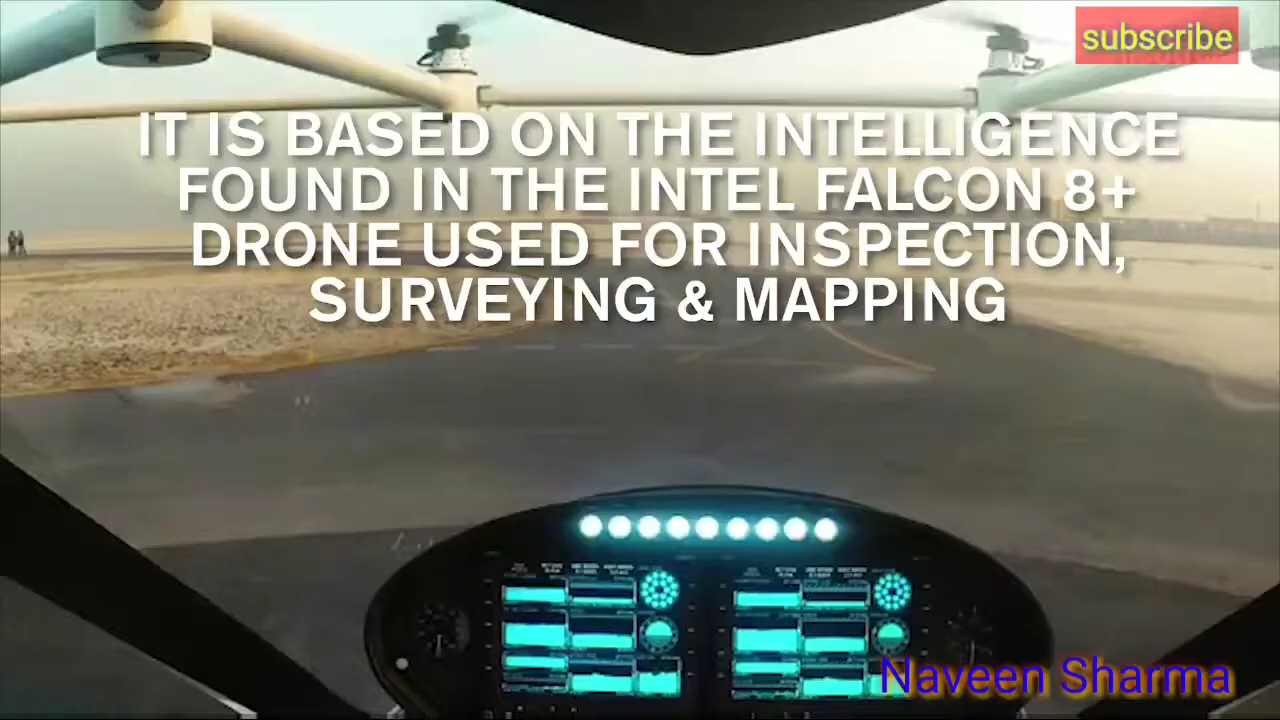 subscribe
IT IS BASED ON THE INTELLIGENCE
FOUND IN THE INTEL FALCON 8+
DRONE USED FOR INSPECTION,
SURVEYING & MAPPING
Naveen Sharma